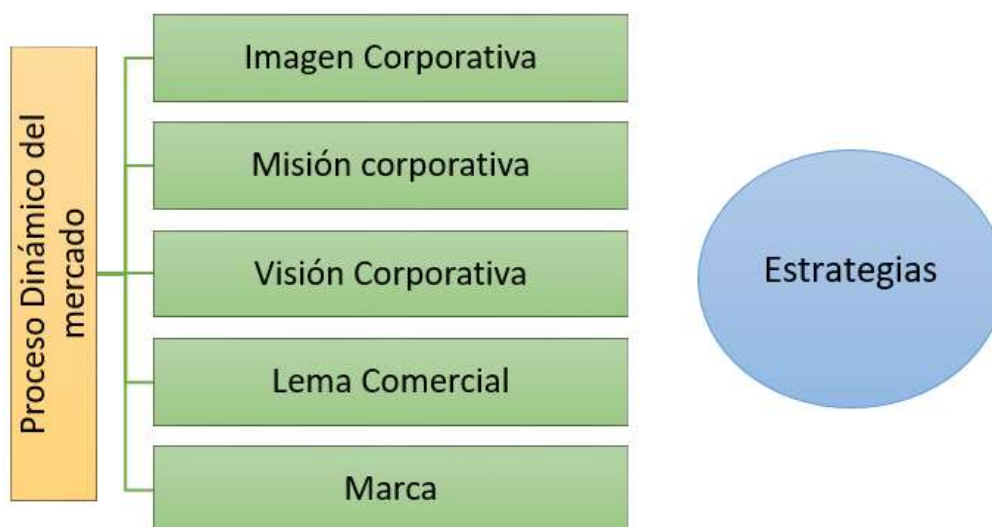 Proceso Dinámico del
mercado
Imagen Corporativa
Misión corporativa
Visión Corporativa
Lema Comercial
Marca
Estrategias